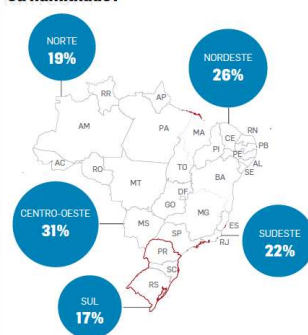 NORTE
19%
NORDESTE
26%
RR
AP
AM
PA
MA
CE
RN
PB
PI
PE
AL
SE
AC
RO
TO
BA
MT
DF
GO
CENTRO-OESTE
31%
MG
MS
ES
SP
RJ
SUDESTE
22%
PR
SC
RS
SUL
17%